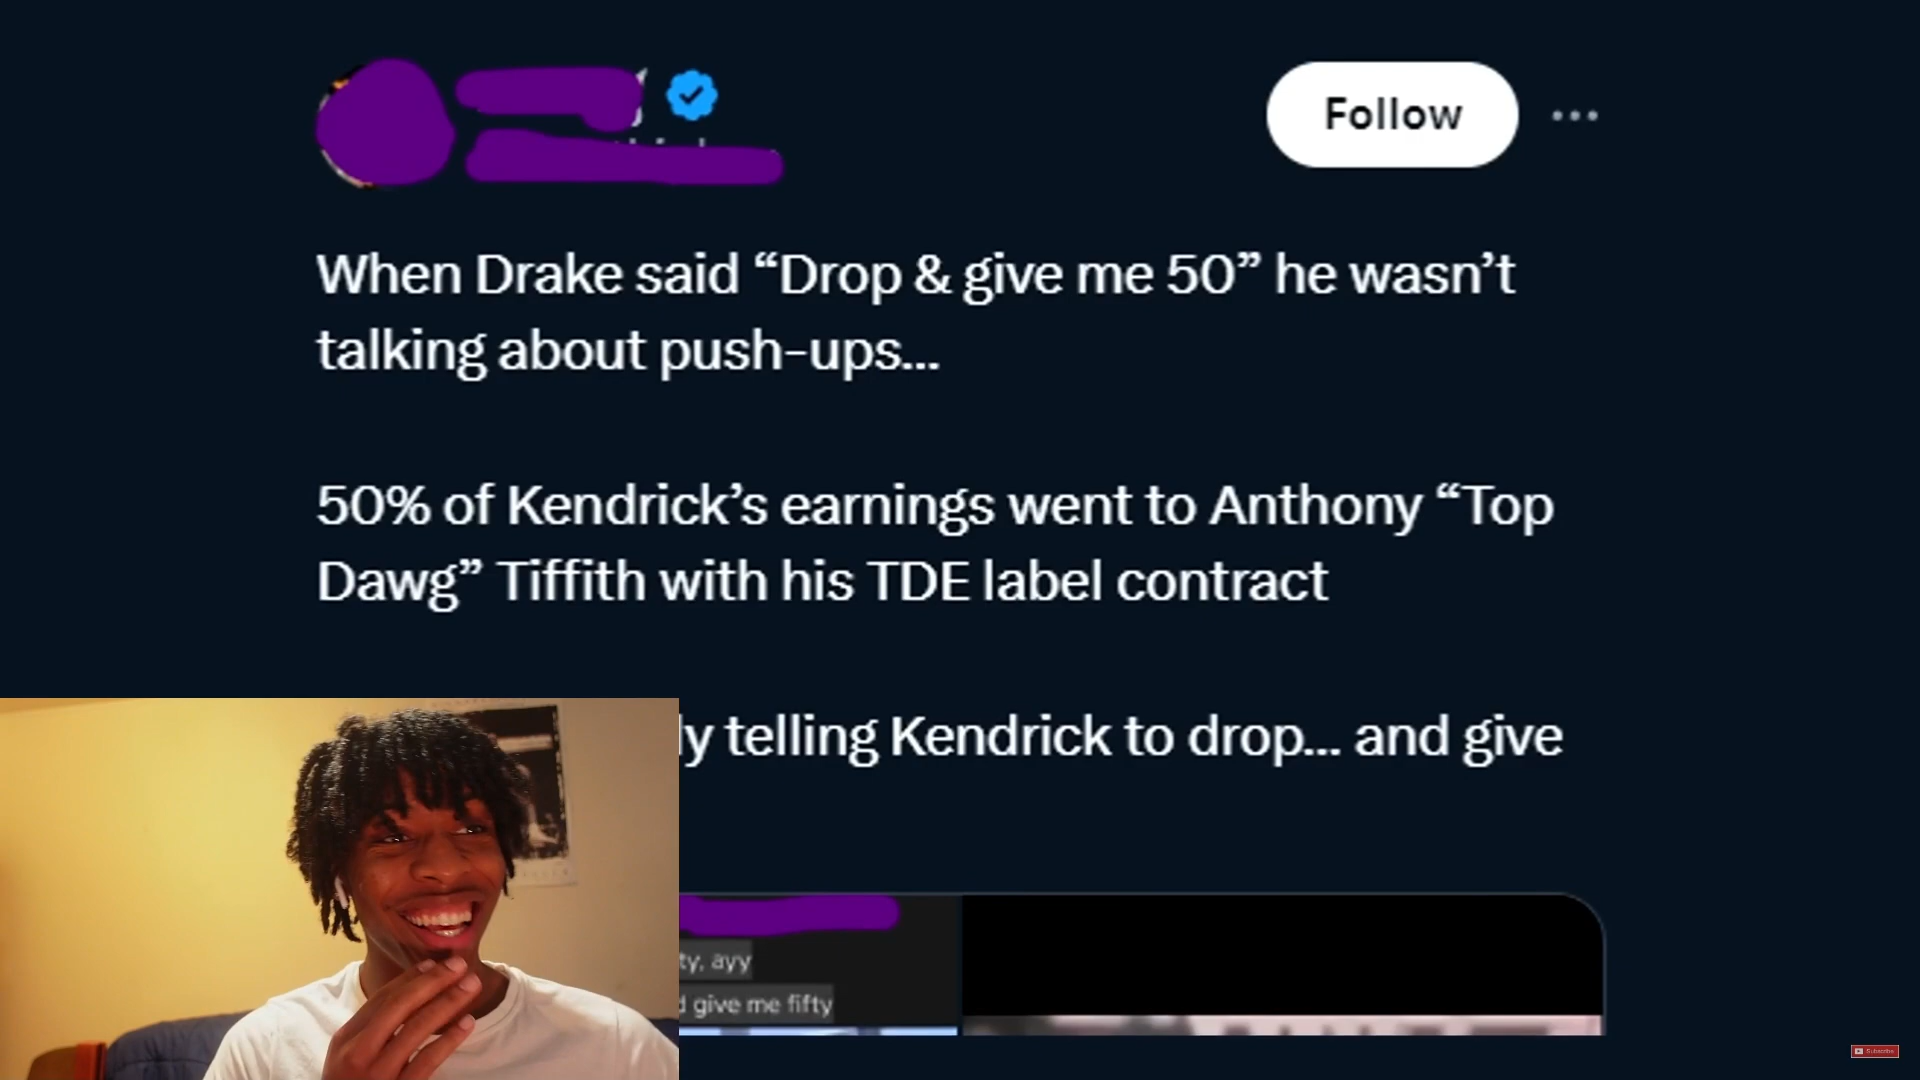 Follow
When Drake said “Drop & give me 50” he wasn’t
talking about push-ups...
50% of Kendrick’s earnings went to Anthony “Top
Dawg” Tiffith with his TDE label contract
ly telling Kendrick to drop... and give
ty, ayy
d give me fifty
Subscribe